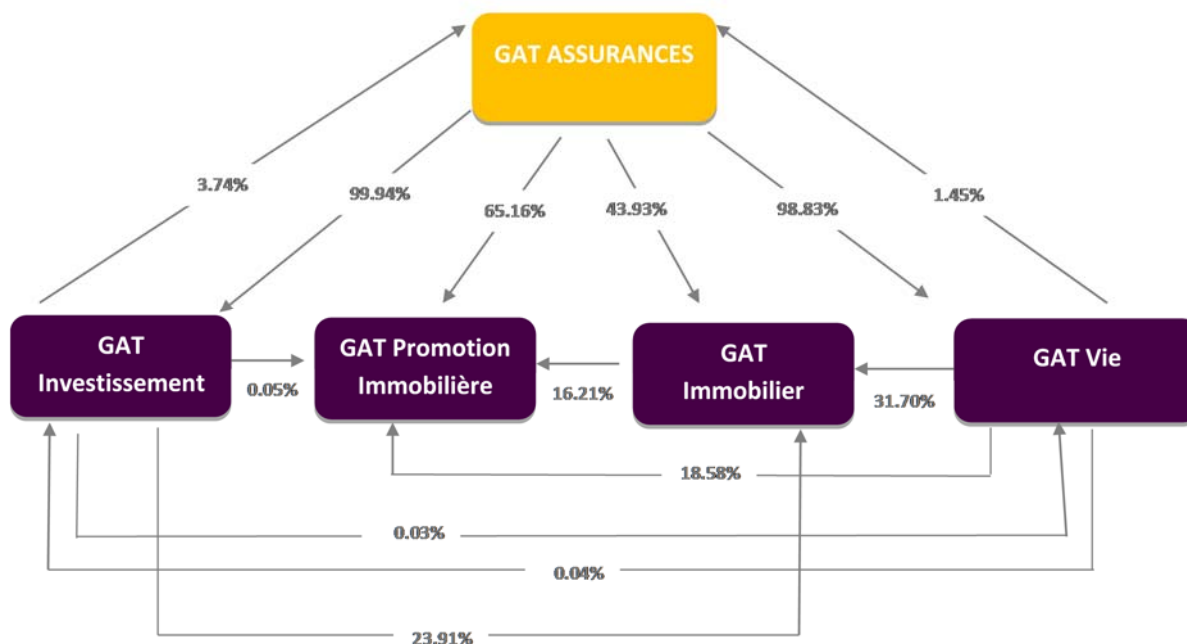 GAT ASSURANCES
3.74%
99.94%
65.16%
43.93%
98.83%
1.45%
GAT
Investissement
0.05%
GAT Promotion
Immobilière
16.21%
GAT
Immobilier
31.70%
GAT Vie
18.58%
0.03%
0.04%
23.91%